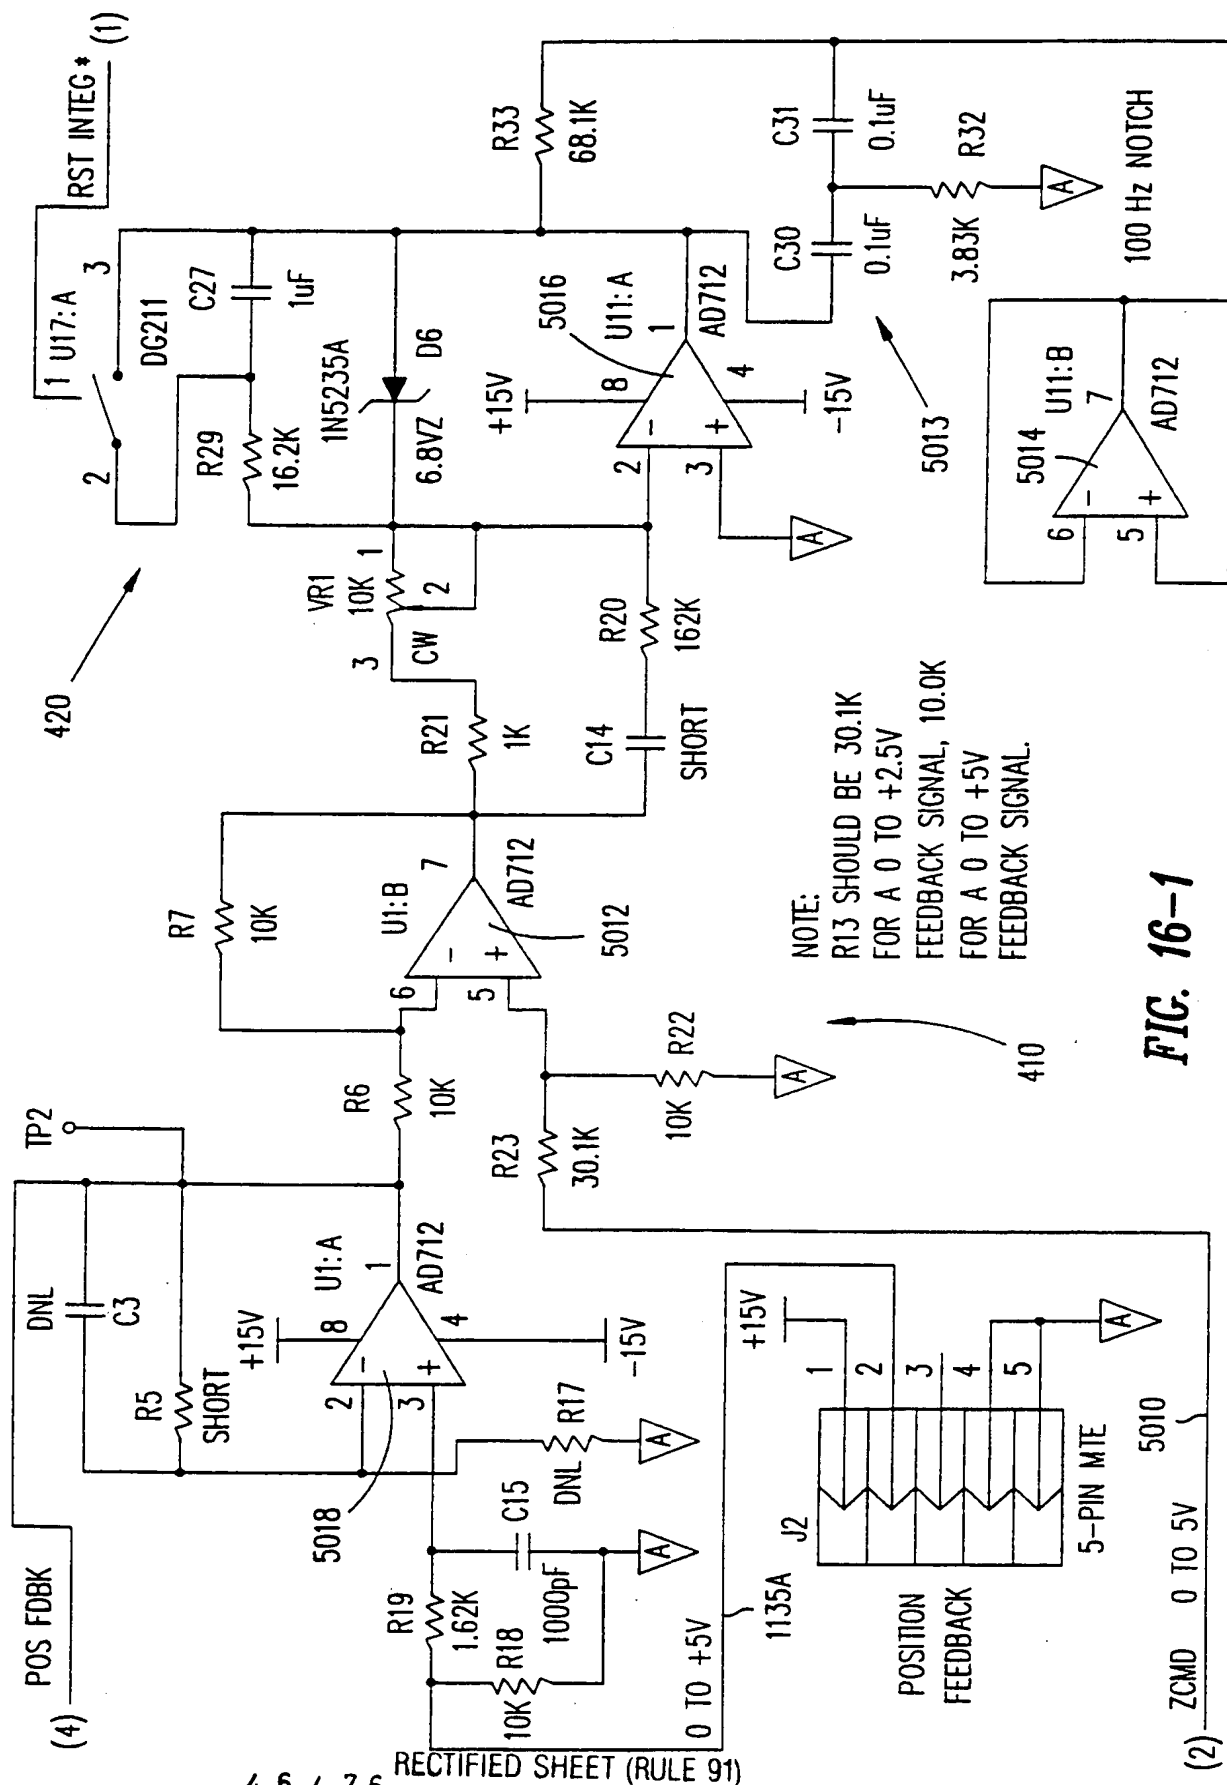 RST INTEG* (1)
1 U17:A
3
2
DG211
C27
1uF
R29
16.2K
420
1N5235A
D6
6.8VZ
VR1
10K
1
2
3
CW
R21
1K
R20
162K
C14
SHORT
R33
68.1K
5016
U11:A
+15V
8
1
2
3
4
AD712
-15V
A
C31
0.1uF
C30
0.1uF
R32
3.83K
A
100 Hz NOTCH
5013
5014
U11:B
6
5
7
AD712
R7
10K
U1:B
7
6
5
AD712
5012
R6
10K
R23
30.1K
R22
10K
A
410
NOTE:
R13 SHOULD BE 30.1K
FOR A 0 TO +2.5V
FEEDBACK SIGNAL, 10.0K
FOR A 0 TO +5V
FEEDBACK SIGNAL.
TP2
POS FDBK
(4)
DNL
C3
R5
SHORT
+15V
U1:A
8
1
2
3
4
AD712
-15V
5018
R17
DNL
A
R19
1.62K
C15
1000pF
R18
10K
A
0 TO +5V
1135A
+15V
1
2
3
4
5
J2
5-PIN MTE
A
POSITION
FEEDBACK
5010
(2) ZCMD 0 TO 5V
FIG. 16-1
RECTIFIED SHEET (RULE 91)